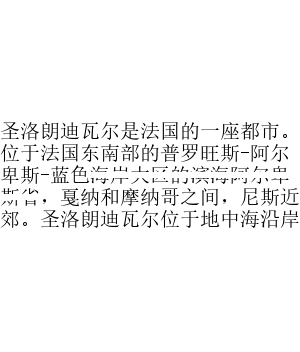 圣洛朗迪瓦尔是法国的一座都市。
位于法国东南部的普罗旺斯-阿尔
卑斯-蓝色海岸大区的滨海阿尔卑
斯省，戛纳和摩纳哥之间，尼斯近
郊。圣洛朗迪瓦尔位于地中海沿岸